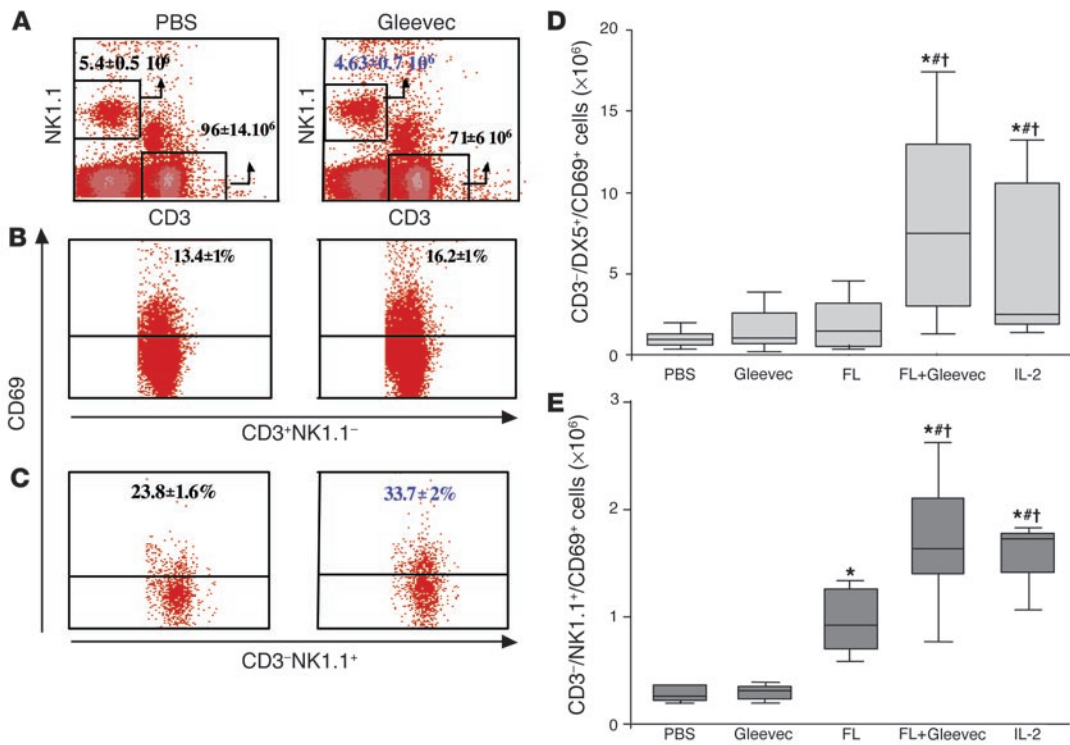 A
PBS
Gleevec
NK1.1
5.4±0.5 10⁶
96±14.10⁶
CD3
NK1.1
4.63±0.7 10⁶
71±6 10⁶
CD3
B
CD69
13.4±1%
16.2±1%
CD3⁺NK1.1⁻
C
23.8±1.6%
33.7±2%
CD3⁻NK1.1⁺
D
CD3⁻/DX5⁺/CD69⁺ cells (×10⁶)
20
15
10
5
0
*#†
*#†
PBS Gleevec FL FL+Gleevec IL-2
E
CD3⁻/NK1.1⁺/CD69⁺ cells (×10⁶)
3
2
1
0
*
*#†
*#†
PBS Gleevec FL FL+Gleevec IL-2